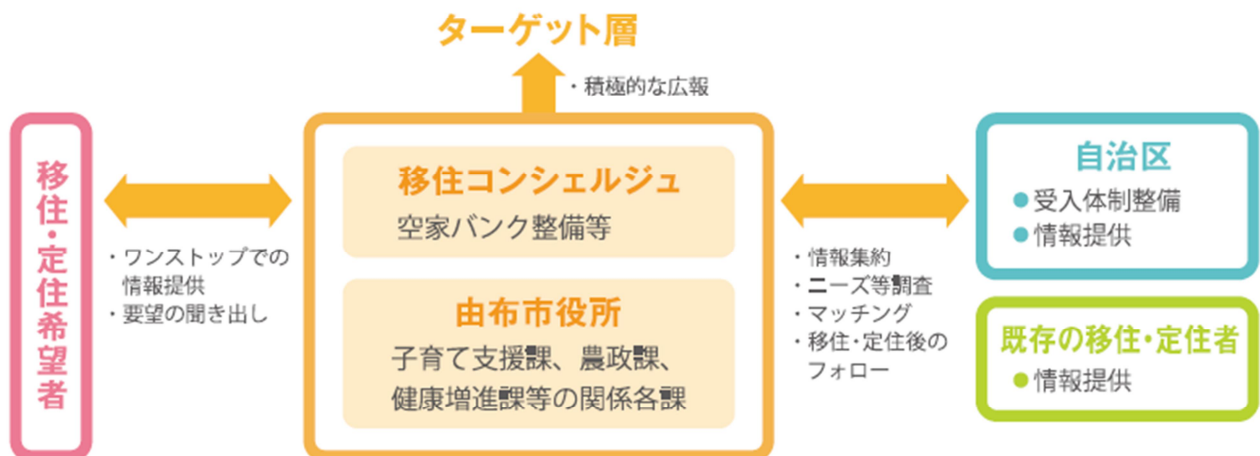 ターゲット層
・積極的な広報
移住・定住希望者
・ワンストップでの
情報提供
・要望の聞き出し
移住コンシェルジュ
空家バンク整備等
由布市役所
子育て支援課、農政課、
健康増進課等の関係各課
・情報集約
・ニーズ等調査
・マッチング
・移住・定住後の
フォロー
自治区
● 受入体制整備
● 情報提供
既存の移住・定住者
● 情報提供